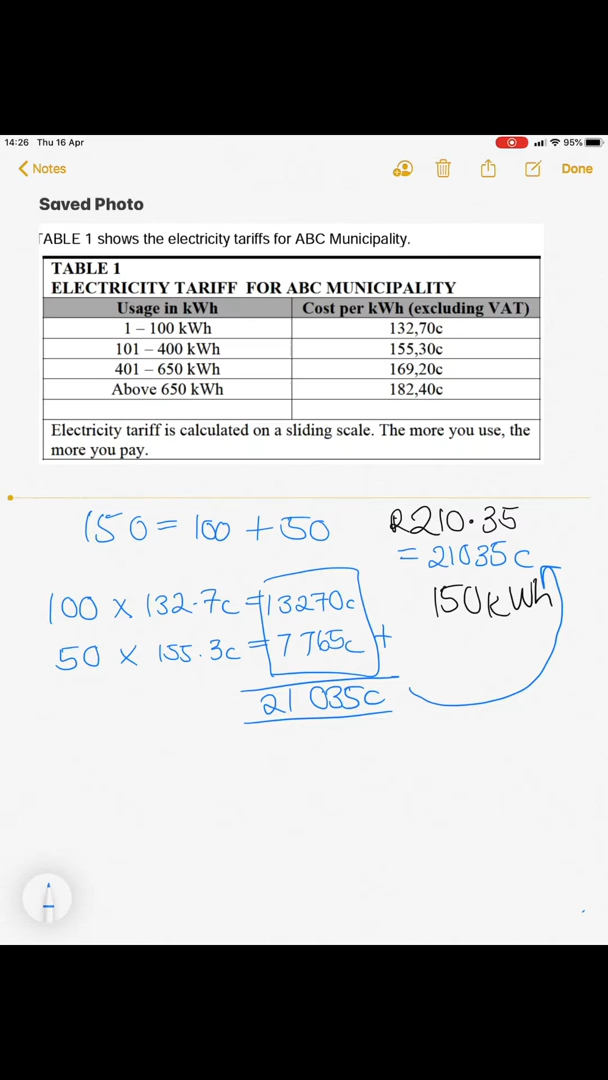 14:26 Thu 16 Apr 95%
Notes Done
Saved Photo
TABLE 1 shows the electricity tariffs for ABC Municipality.
TABLE 1
ELECTRICITY TARIFF FOR ABC MUNICIPALITY
Usage in kWh Cost per kWh (excluding VAT)
1 – 100 kWh 132,70c
101 – 400 kWh 155,30c
401 – 650 kWh 169,20c
Above 650 kWh 182,40c
Electricity tariff is calculated on a sliding scale. The more you use, the
more you pay.
150 = 100 + 50 R210.35
= 21035c
100 × 132.7c = 13270c 150kWh
50 × 155.3c = 7765c +
21 035c